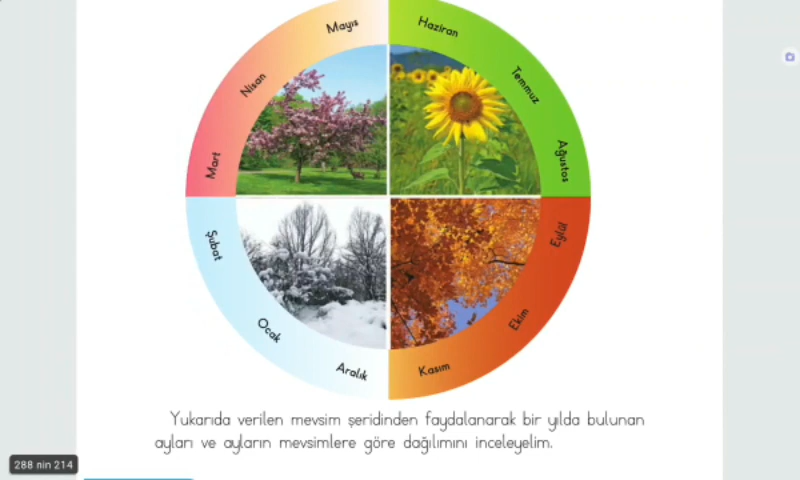 Mayıs
Haziran
Nisan
Temmuz
Mart
Ağustos
Şubat
Eylül
Ocak
Ekim
Aralık
Kasım
Yukarıda verilen mevsim şeridinden faydalanarak bir yılda bulunan
ayları ve ayların mevsimlere göre dağılımını inceleyelim.
288 nin 214